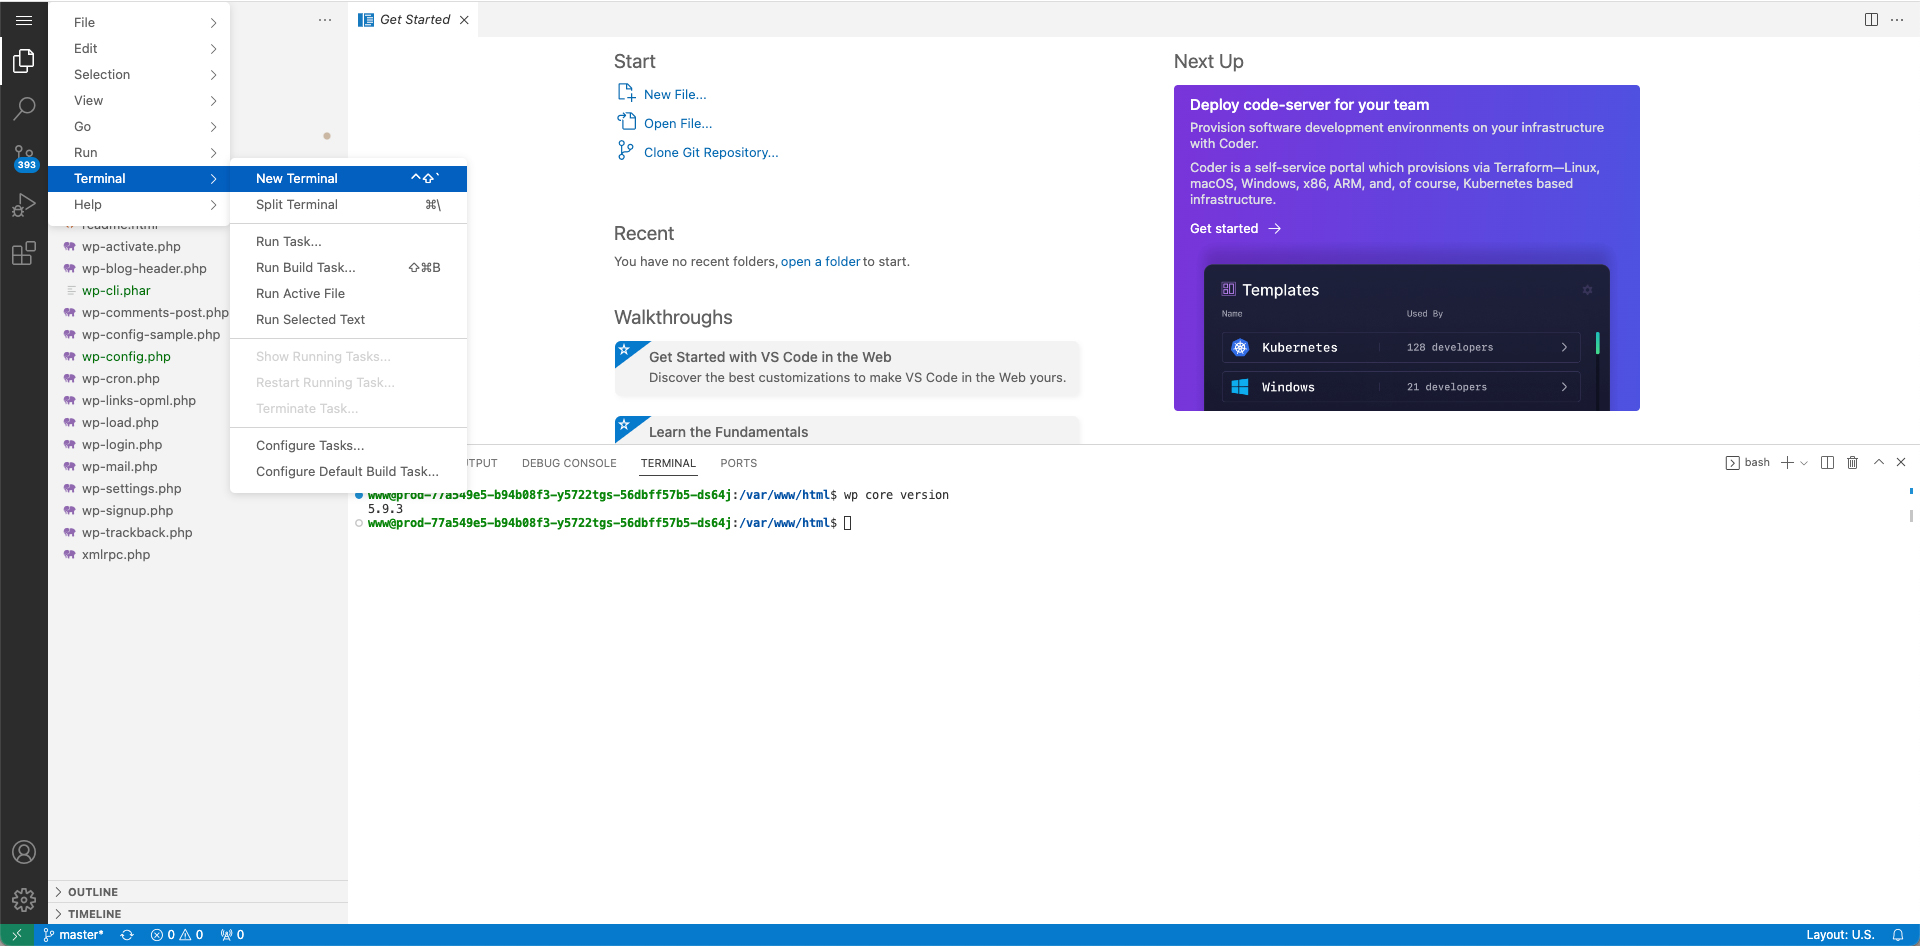 File
Edit
Selection
View
Go
Run
Terminal
Help
New Terminal ^⇧`
Split Terminal ⌘\
Run Task...
Run Build Task... ⇧⌘B
Run Active File
Run Selected Text
Show Running Tasks...
Restart Running Task...
Terminate Task...
Configure Tasks...
Configure Default Build Task...
393
readme.html
wp-activate.php
wp-blog-header.php
wp-cli.phar
wp-comments-post.php
wp-config-sample.php
wp-config.php
wp-cron.php
wp-links-opml.php
wp-load.php
wp-login.php
wp-mail.php
wp-settings.php
wp-signup.php
wp-trackback.php
xmlrpc.php
OUTLINE
TIMELINE
Get Started
Start
New File...
Open File...
Clone Git Repository...
Recent
You have no recent folders, open a folder to start.
Walkthroughs
Get Started with VS Code in the Web
Discover the best customizations to make VS Code in the Web yours.
Learn the Fundamentals
Next Up
Deploy code-server for your team
Provision software development environments on your infrastructure
with Coder.
Coder is a self-service portal which provisions via Terraform—Linux,
macOS, Windows, x86, ARM, and, of course, Kubernetes based
infrastructure.
Get started →
Templates
Name Used By
Kubernetes 128 developers
Windows 21 developers
TPUT DEBUG CONSOLE TERMINAL PORTS bash
www@prod-77a549e5-b94b08f3-y5722tgs-56dbff57b5-ds64j:/var/www/html$ wp core version
5.9.3
www@prod-77a549e5-b94b08f3-y5722tgs-56dbff57b5-ds64j:/var/www/html$
master* 0 0 0 Layout: U.S.